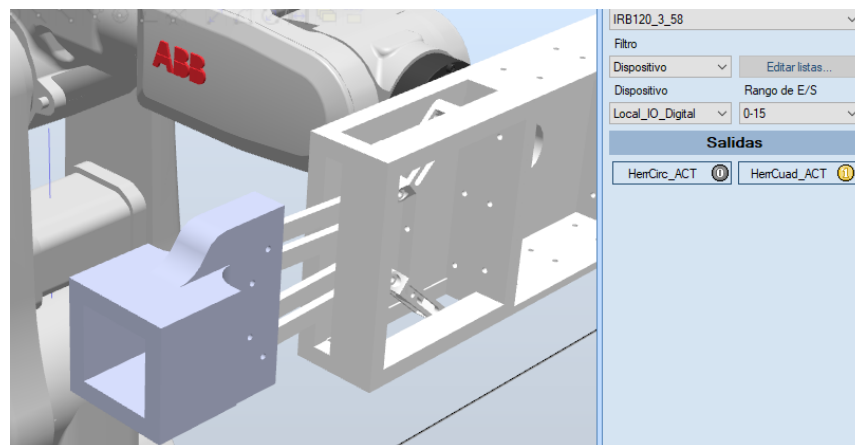 ABB
IRB120_3_58
Filtro
Dispositivo
Editar listas...
Dispositivo
Rango de E/S
Local_IO_Digital
0-15
Salidas
HerrCirc_ACT
0
HerrCuad_ACT
1